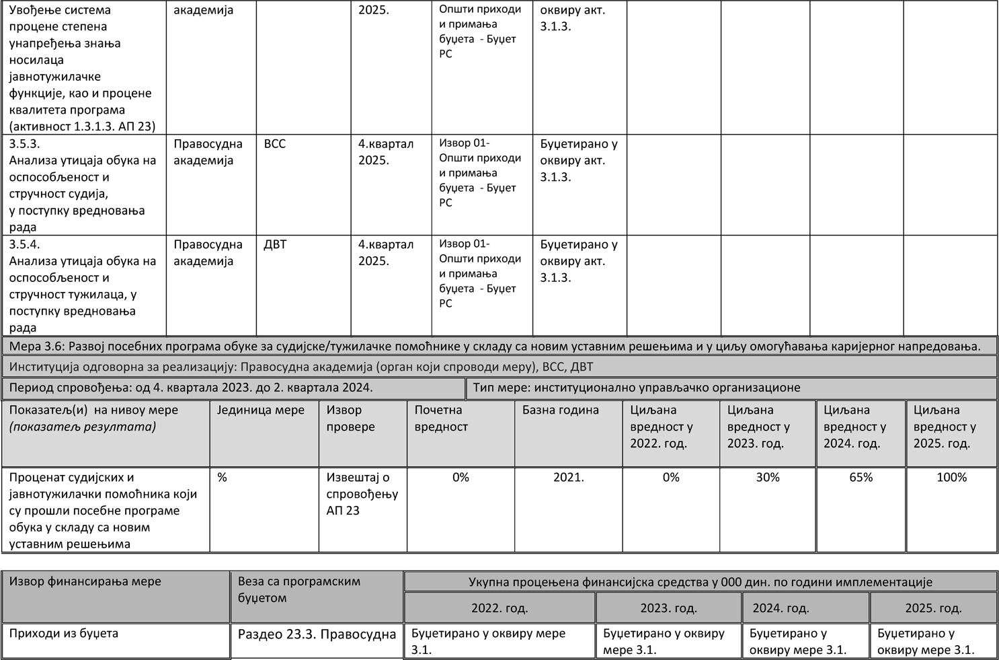 Увођење система
процене степена
унапређења знања
носилаца
јавнотужилачке
функције, као и процене
квалитета програма
(активност 1.3.1.3. АП 23)
академија
2025.
Општи приходи
и примања
буџета - Буџет
РС
оквиру акт.
3.1.3.
3.5.3.
Анализа утицаја обука на
оспособљеност и
стручност судија,
у поступку вредновања
рада
Правосудна
академија
ВСС
4.квартал
2025.
Извор 01-
Општи приходи
и примања
буџета - Буџет
РС
Буџетирано у
оквиру акт.
3.1.3.
3.5.4.
Анализа утицаја обука на
оспособљеност и
стручност тужилаца, у
поступку вредновања
рада
Правосудна
академија
ДВТ
4.квартал
2025.
Извор 01-
Општи приходи
и примања
буџета - Буџет
РС
Буџетирано у
оквиру акт.
3.1.3.
Мера 3.6: Развој посебних програма обуке за судијске/тужилачке помоћнике у складу са новим уставним решењима и у циљу омогућавања каријерног напредовања.
Институција одговорна за реализацију: Правосудна академија (орган који спроводи меру), ВСС, ДВТ
Период спровођења: од 4. квартала 2023. до 2. квартала 2024.
Тип мере: институционално управљачко организационе
Показатељ(и) на нивоу мере
(показатељ резултата)
Јединица мере
Извор
провере
Почетна
вредност
Базна година
Циљана
вредност у
2022. год.
Циљана
вредност у
2023. год.
Циљана
вредност у
2024. год.
Циљана
вредност у
2025. год.
Проценат судијских и
јавнотужилачки помоћника који
су прошли посебне програме
обука у складу са новим
уставним решењима
%
Извештај о
спровођењу
АП 23
0%
2021.
0%
30%
65%
100%
Извор финансирања мере
Веза са програмским
буџетом
Укупна процењена финансијска средства у 000 дин. по години имплементације
2022. год.
2023. год.
2024. год.
2025. год.
Приходи из буџета
Раздео 23.3. Правосудна
Буџетирано у оквиру мере
3.1.
Буџетирано у оквиру
мере 3.1.
Буџетирано у
оквиру мере 3.1.
Буџетирано у
оквиру мере 3.1.